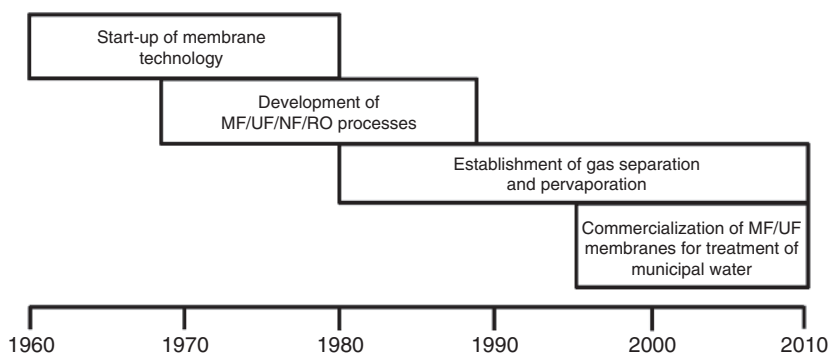 Start-up of membrane
technology
Development of
MF/UF/NF/RO processes
Establishment of gas separation
and pervaporation
Commercialization of MF/UF
membranes for treatment of
municipal water
1960 1970 1980 1990 2000 2010